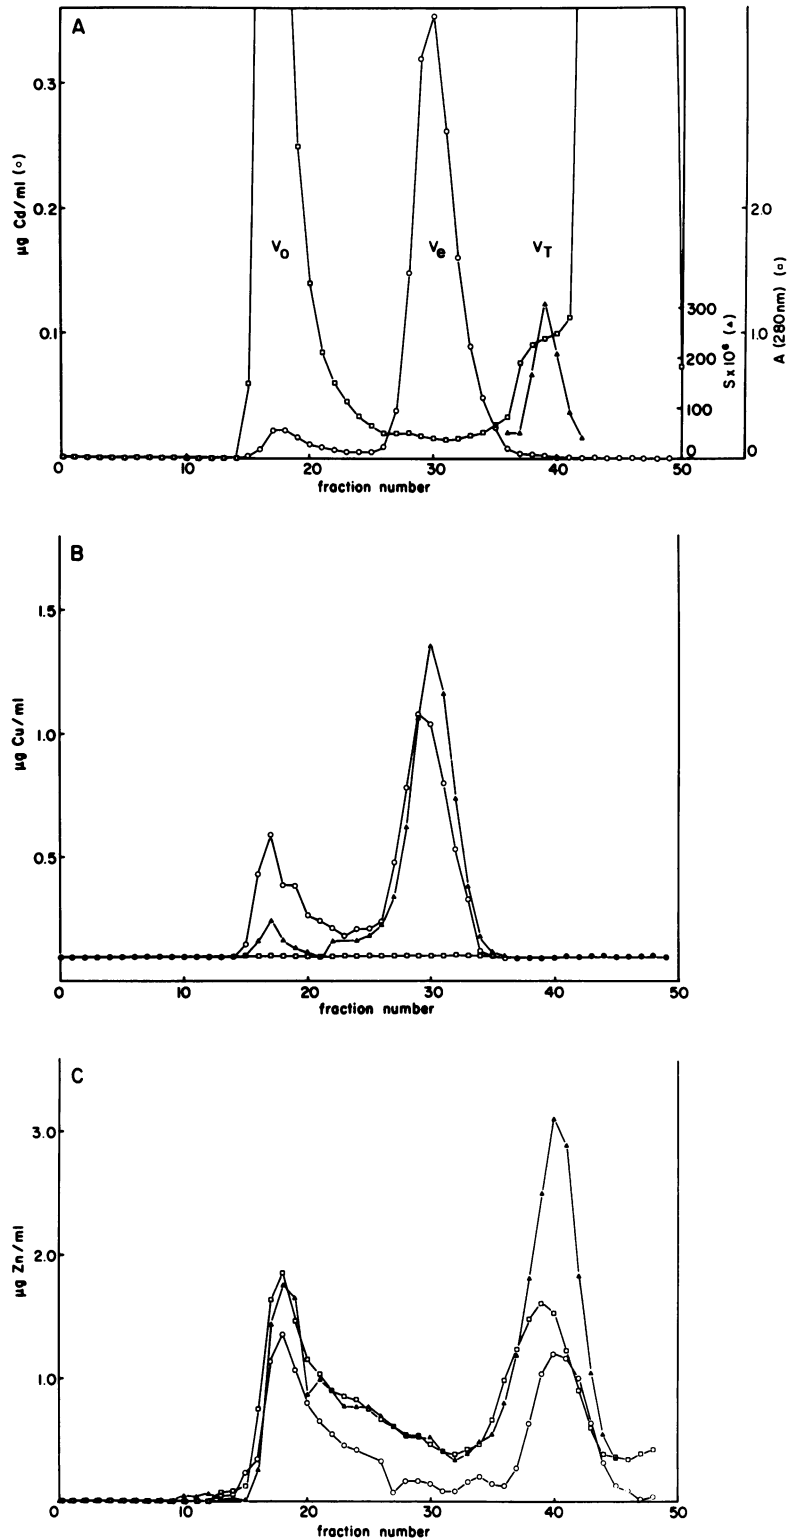 A
0.3
0.2
0.1
µg Cd/ml (o)
V₀
Vₑ
V_T
300
200
100
0
S x 10⁶ (▲)
2.0
1.0
0
A (280nm) (□)
0 10 20 30 40 50
fraction number
B
1.5
1.0
0.5
µg Cu/ml
0 10 20 30 40 50
fraction number
C
3.0
2.0
1.0
µg Zn/ml
0 10 20 30 40 50
fraction number